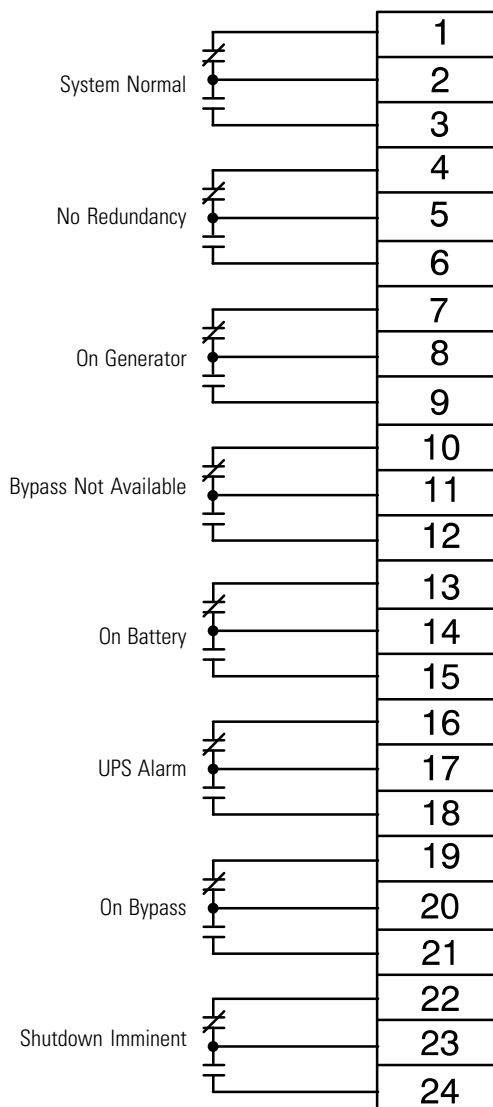 1
System Normal 2
3
4
No Redundancy 5
6
7
On Generator 8
9
10
Bypass Not Available 11
12
13
On Battery 14
15
16
UPS Alarm 17
18
19
On Bypass 20
21
22
Shutdown Imminent 23
24